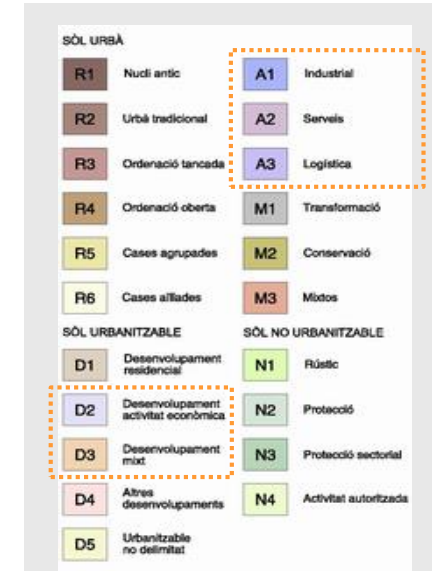 SÒL URBÀ
R1 Nucli antic
R2 Urbà tradicional
R3 Ordenació tancada
R4 Ordenació oberta
R5 Cases agrupades
R6 Cases aïllades
A1 Industrial
A2 Serveis
A3 Logística
M1 Transformació
M2 Conservació
M3 Mixtos
SÒL URBANITZABLE
D1 Desenvolupament
residencial
D2 Desenvolupament
activitat econòmica
D3 Desenvolupament
mixt
D4 Altres
desenvolupaments
D5 Urbanitzable
no delimitat
SÒL NO URBANITZABLE
N1 Rústic
N2 Protecció
N3 Protecció sectorial
N4 Activitat autoritzada